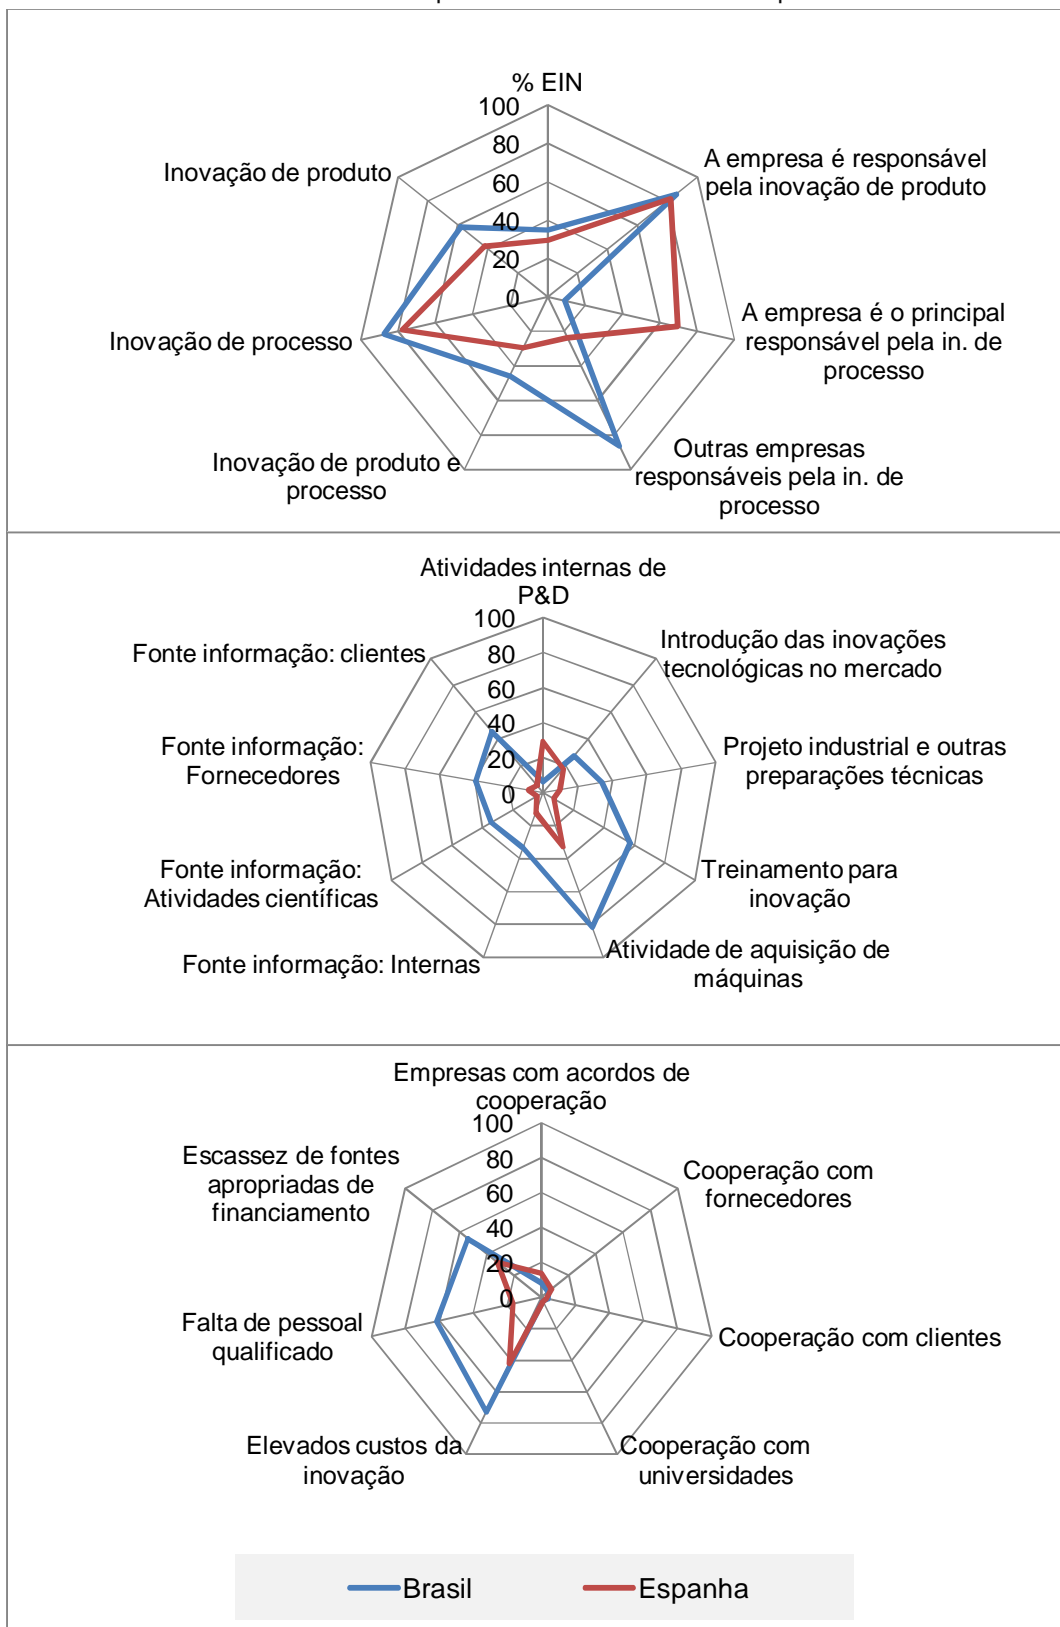 % EIN
100
80
60
40
20
0
A empresa é responsável
pela inovação de produto
A empresa é o principal
responsável pela in. de
processo
Outras empresas
responsáveis pela in. de
processo
Inovação de produto e
processo
Inovação de processo
Inovação de produto
Atividades internas de
P&D
100
80
60
40
20
0
Introdução das inovações
tecnológicas no mercado
Projeto industrial e outras
preparações técnicas
Treinamento para
inovação
Atividade de aquisição de
máquinas
Fonte informação: Internas
Fonte informação:
Atividades científicas
Fonte informação:
Fornecedores
Fonte informação: clientes
Empresas com acordos de
cooperação
100
80
60
40
20
0
Cooperação com
fornecedores
Cooperação com clientes
Cooperação com
universidades
Elevados custos da
inovação
Falta de pessoal
qualificado
Escassez de fontes
apropriadas de
financiamento
Brasil
Espanha